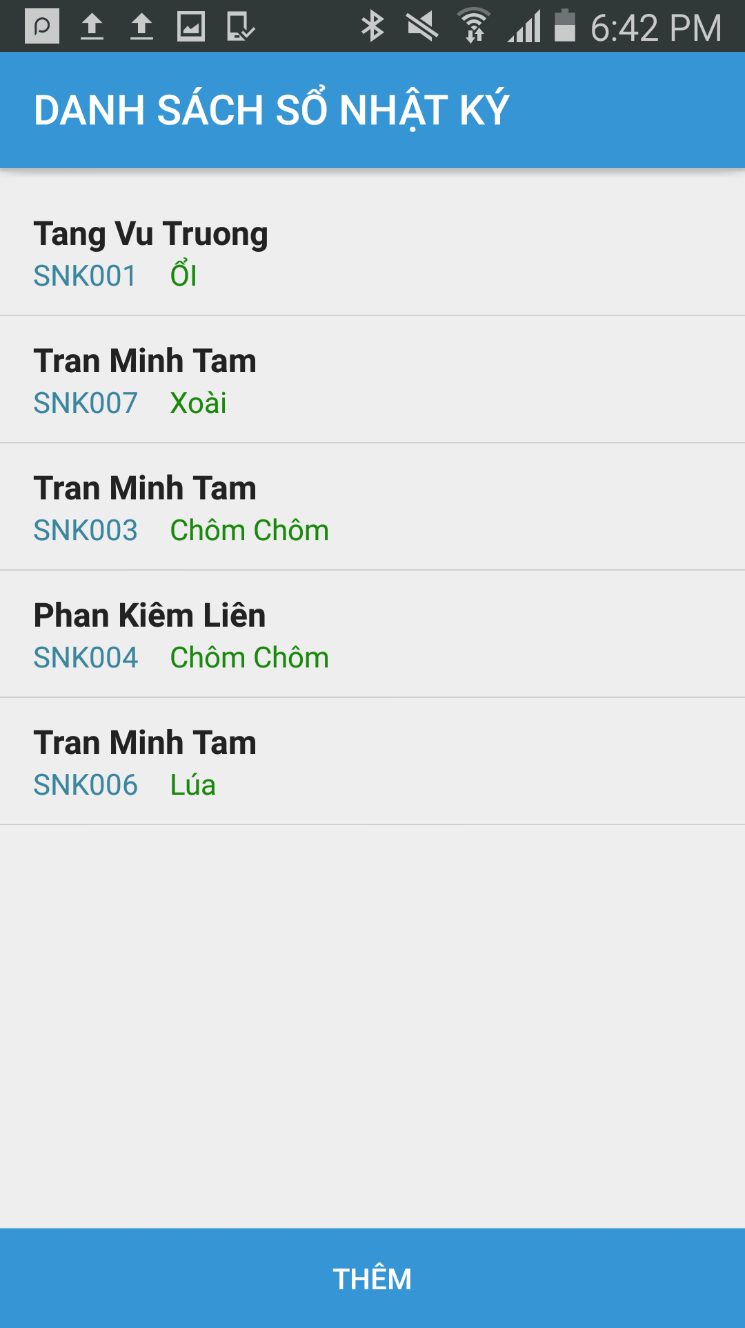 6:42 PM
DANH SÁCH SỔ NHẬT KÝ
Tang Vu Truong
SNK001 ỔI
Tran Minh Tam
SNK007 Xoài
Tran Minh Tam
SNK003 Chôm Chôm
Phan Kiêm Liên
SNK004 Chôm Chôm
Tran Minh Tam
SNK006 Lúa
THÊM